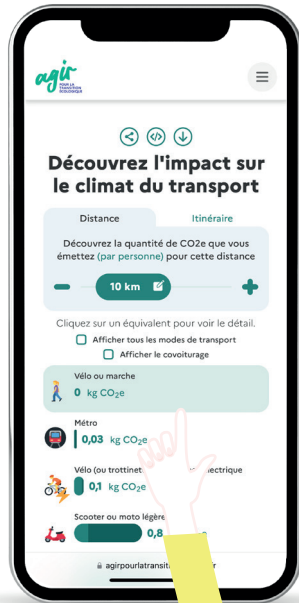 agir
POUR LA
TRANSITION
ÉCOLOGIQUE
Découvrez l'impact sur
le climat du transport
Distance
Itinéraire
Découvrez la quantité de CO2e que vous
émettez (par personne) pour cette distance
10 km
Cliquez sur un équivalent pour voir le détail.
Afficher tous les modes de transport
Afficher le covoiturage
Vélo ou marche
0 kg CO₂e
Métro
0,03 kg CO₂e
Vélo (ou trottinet
ectrique
0,1 kg CO₂e
Scooter ou moto légère
0,8
e
agirpourlatransiti